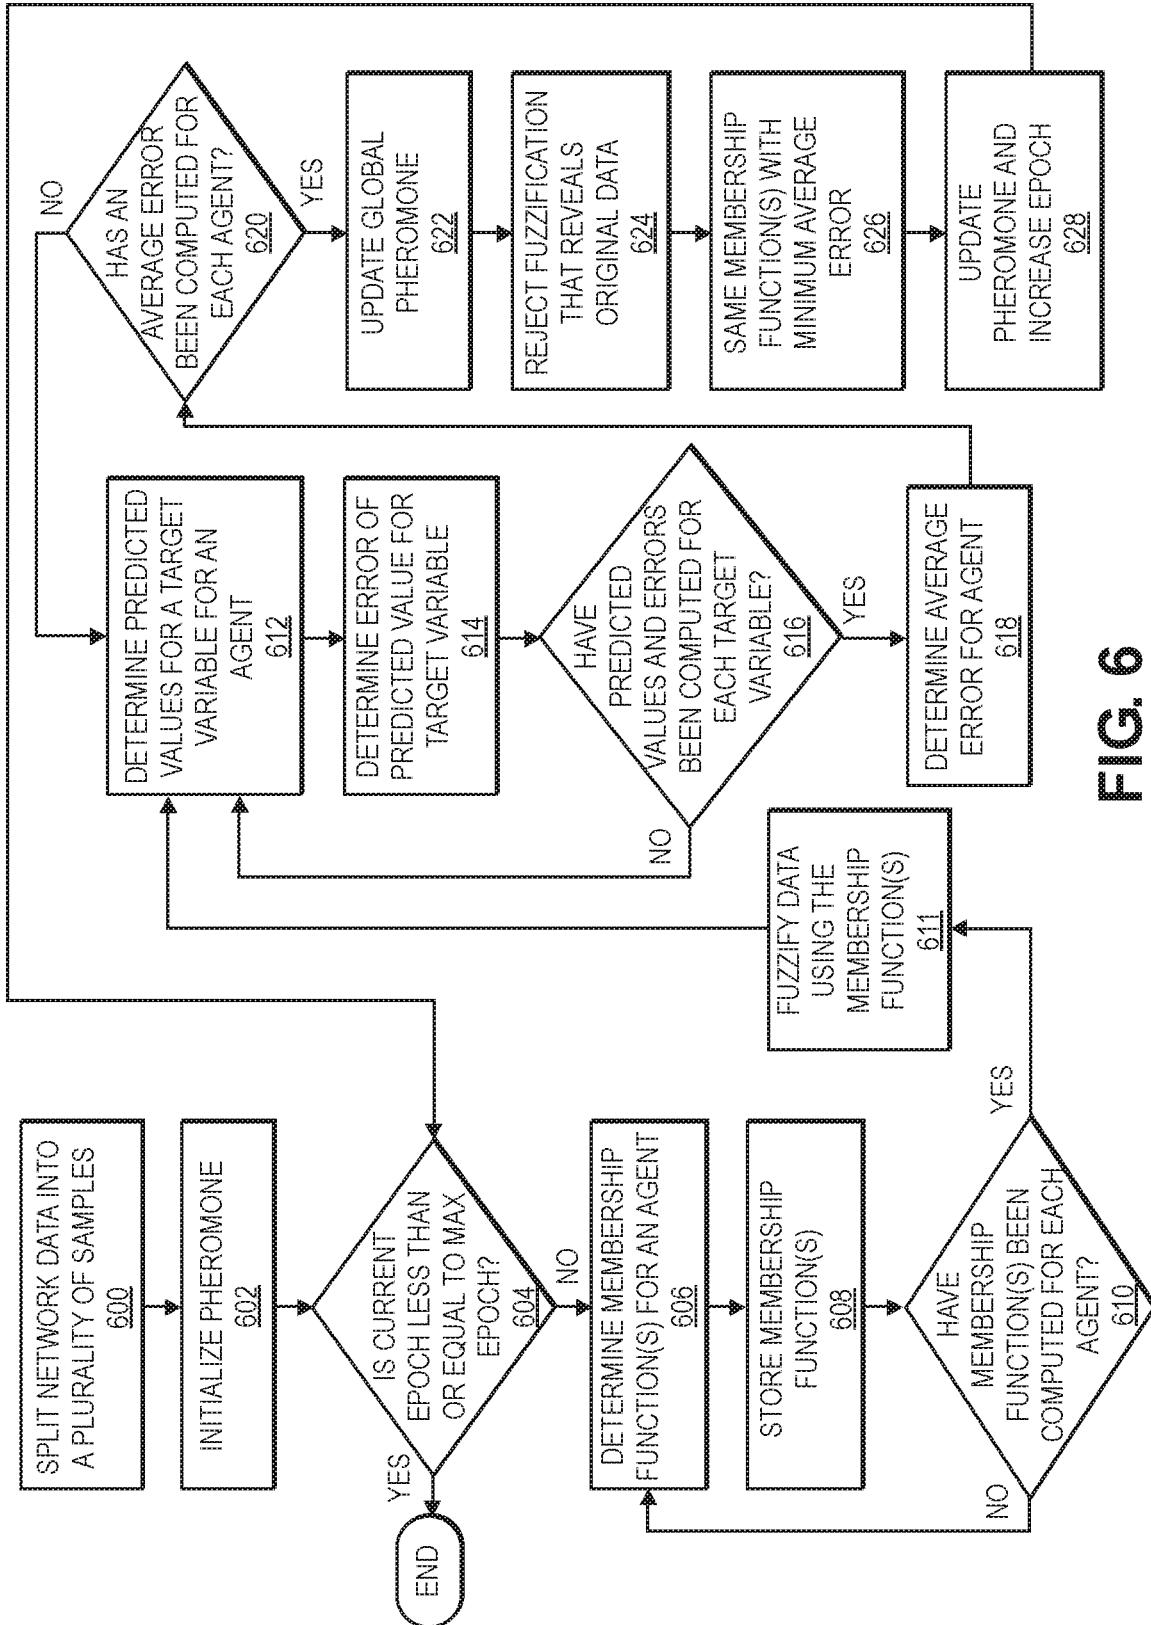 SPLIT NETWORK DATA INTO
A PLURALITY OF SAMPLES
600
INITIALIZE PHEROMONE
602
IS CURRENT
EPOCH LESS THAN
OR EQUAL TO MAX
EPOCH?
604
YES
END
NO
DETERMINE MEMBERSHIP
FUNCTION(S) FOR AN AGENT
606
STORE MEMBERSHIP
FUNCTION(S)
608
HAVE
MEMBERSHIP
FUNCTION(S) BEEN
COMPUTED FOR EACH
AGENT?
610
NO
YES
FUZZIFY DATA
USING THE
MEMBERSHIP
FUNCTION(S)
611
DETERMINE PREDICTED
VALUES FOR A TARGET
VARIABLE FOR AN
AGENT
612
DETERMINE ERROR OF
PREDICTED VALUE FOR
TARGET VARIABLE
614
HAVE
PREDICTED
VALUES AND ERRORS
BEEN COMPUTED FOR
EACH TARGET
VARIABLE?
616
NO
YES
DETERMINE AVERAGE
ERROR FOR AGENT
618
HAS AN
AVERAGE ERROR
BEEN COMPUTED FOR
EACH AGENT?
620
NO
YES
UPDATE GLOBAL
PHEROMONE
622
REJECT FUZZIFICATION
THAT REVEALS
ORIGINAL DATA
624
SAME MEMBERSHIP
FUNCTION(S) WITH
MINIMUM AVERAGE
ERROR
626
UPDATE
PHEROMONE AND
INCREASE EPOCH
628
FIG. 6